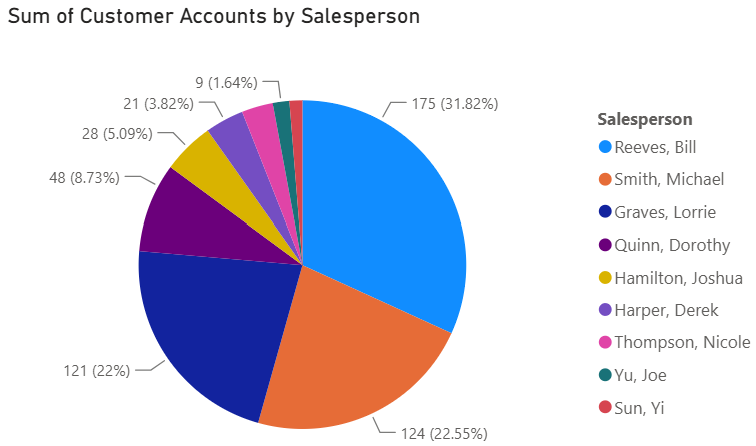 Sum of Customer Accounts by Salesperson
9 (1.64%)
21 (3.82%)
28 (5.09%)
48 (8.73%)
121 (22%)
175 (31.82%)
124 (22.55%)
Salesperson
Reeves, Bill
Smith, Michael
Graves, Lorrie
Quinn, Dorothy
Hamilton, Joshua
Harper, Derek
Thompson, Nicole
Yu, Joe
Sun, Yi